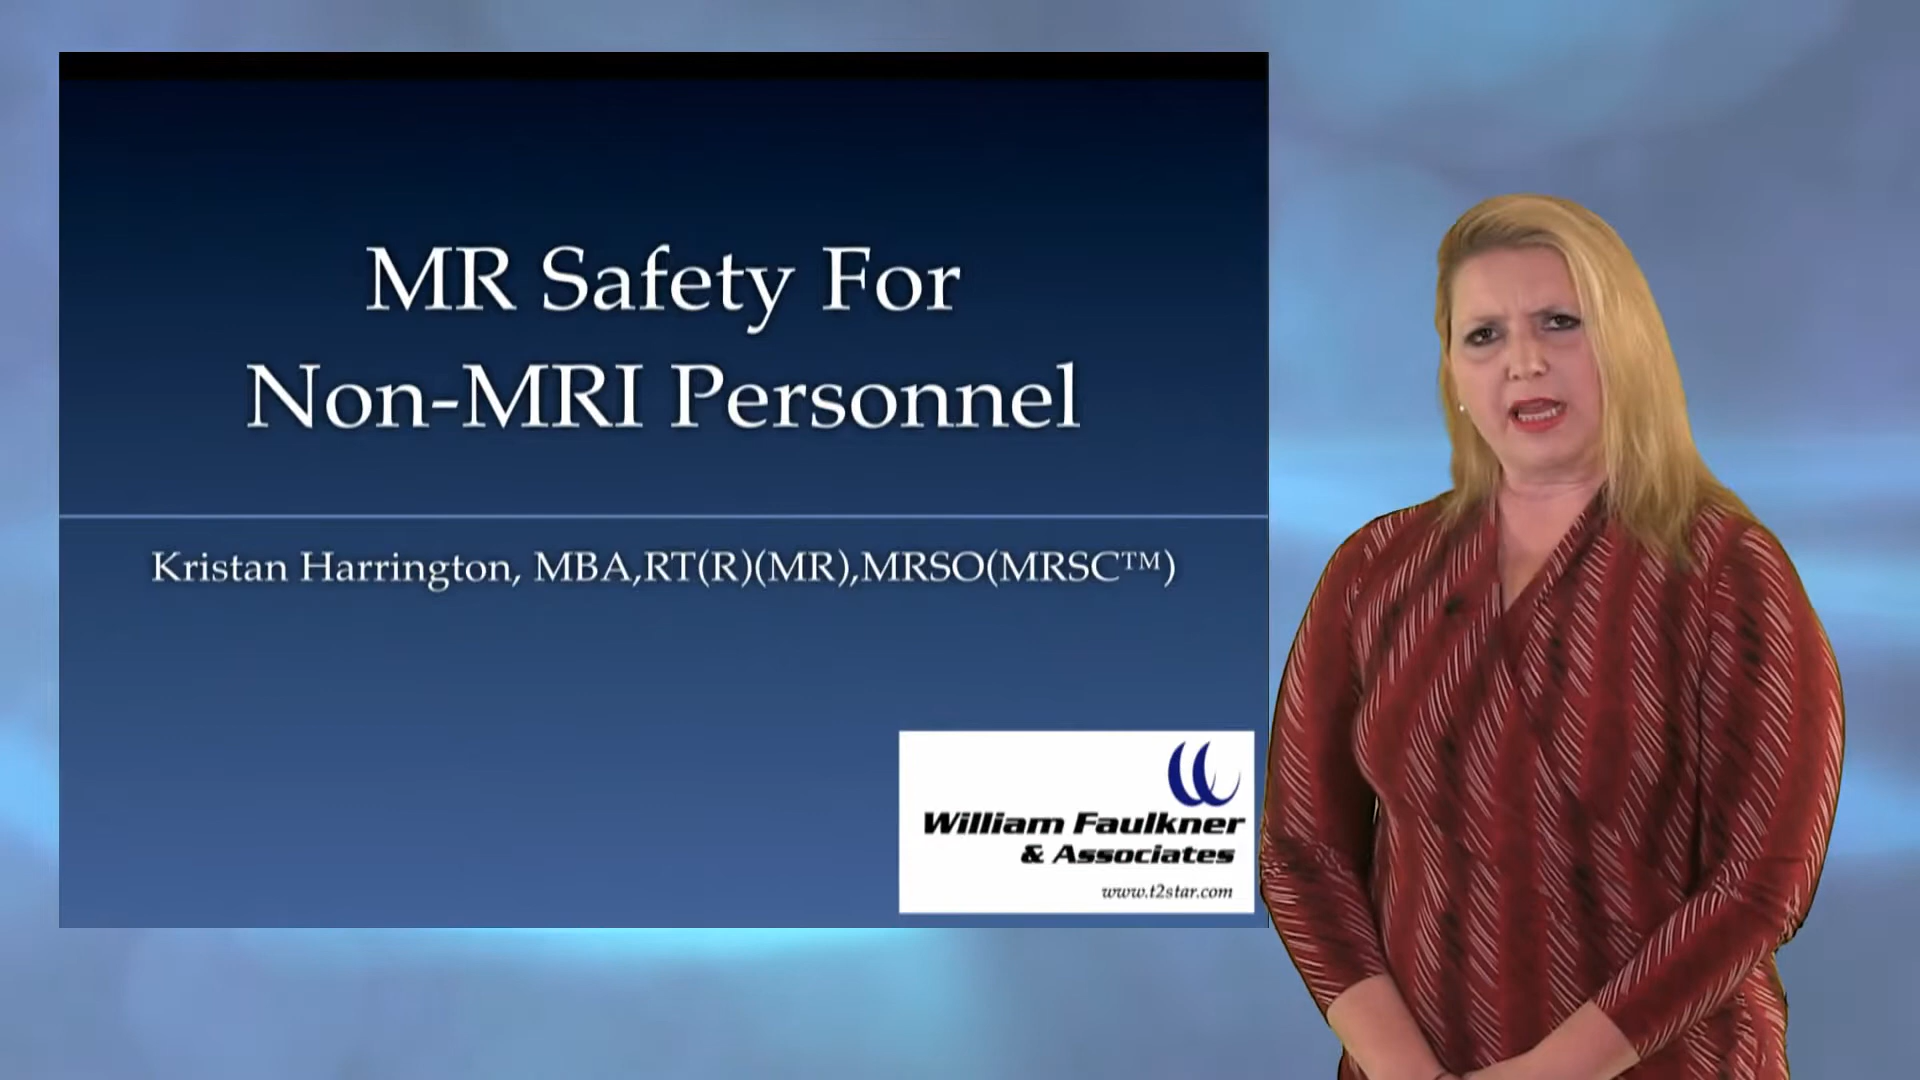 MR Safety For
Non-MRI Personnel
Kristan Harrington, MBA,RT(R)(MR),MRSO(MRSC™)
William Faulkner
& Associates
www.t2star.com